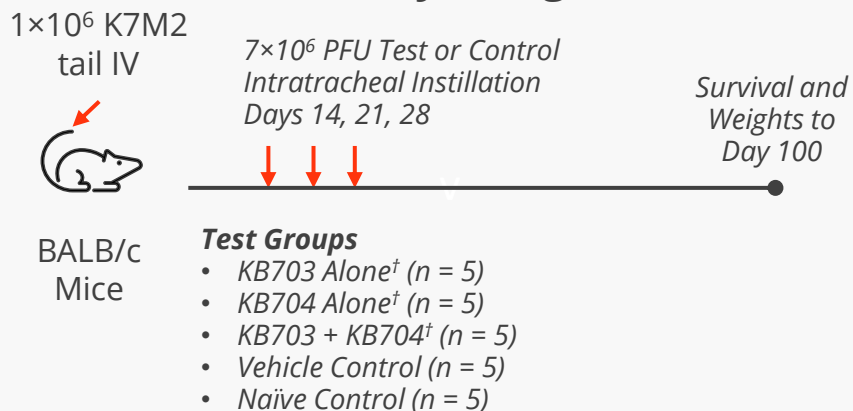 1×10⁶ K7M2
tail IV
7×10⁶ PFU Test or Control
Intratracheal Instillation
Days 14, 21, 28
Survival and
Weights to
Day 100
V
BALB/c
Mice
Test Groups
• KB703 Alone† (n = 5)
• KB704 Alone† (n = 5)
• KB703 + KB704† (n = 5)
• Vehicle Control (n = 5)
• Naïve Control (n = 5)